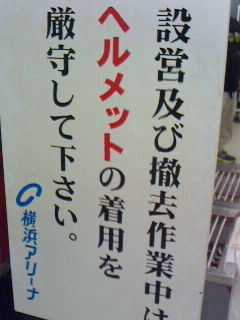 設営及び撤去作業中は
ヘルメットの着用を
厳守して下さい。
横浜アリーナ